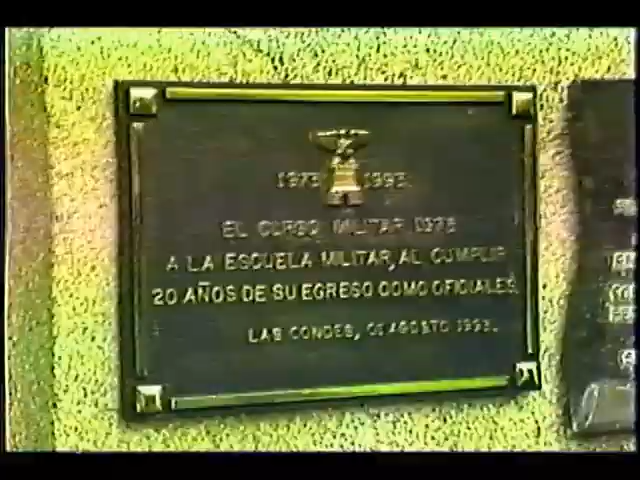 1973 1993
EL CURSO MILITAR 1973
A LA ESCUELA MILITAR, AL CUMPLIR
20 AÑOS DE SU EGRESO COMO OFICIALES.
LAS CONDES, 01 AGOSTO 1993.